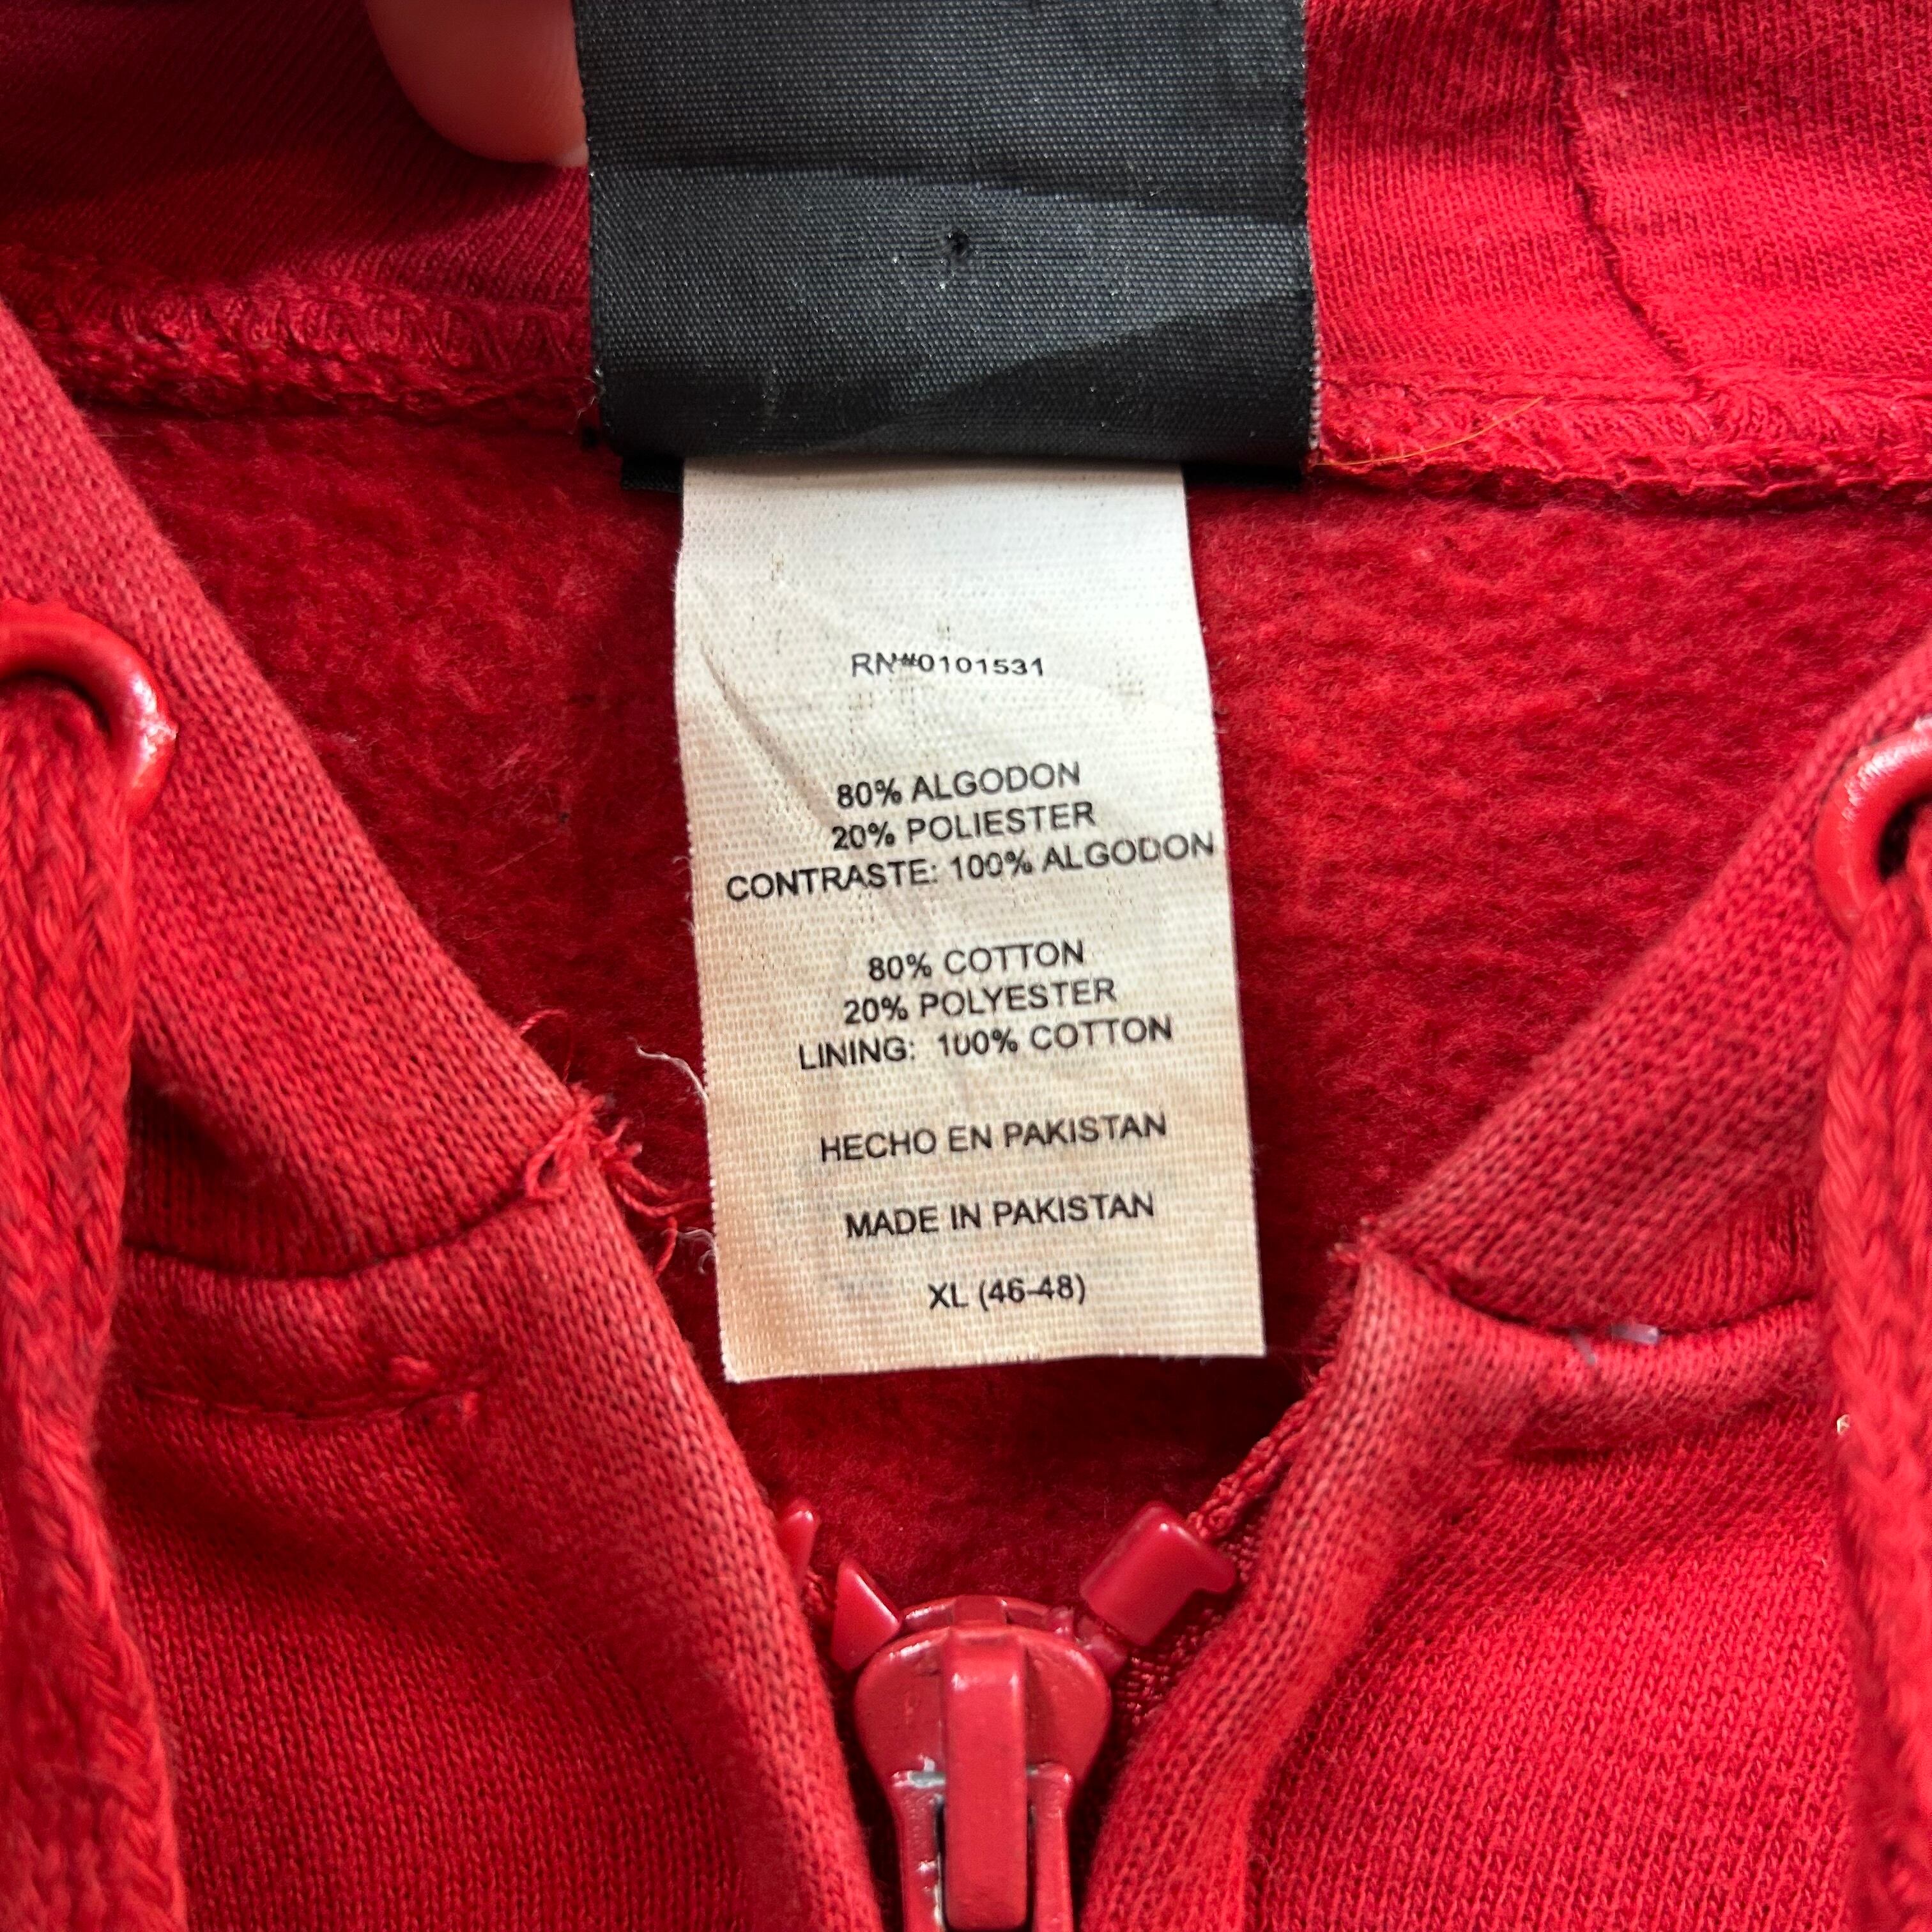 RN#0101531
80% ALGODON
20% POLIESTER
CONTRASTE: 100% ALGODON
80% COTTON
20% POLYESTER
LINING: 100% COTTON
HECHO EN PAKISTAN
MADE IN PAKISTAN
XL (46-48)